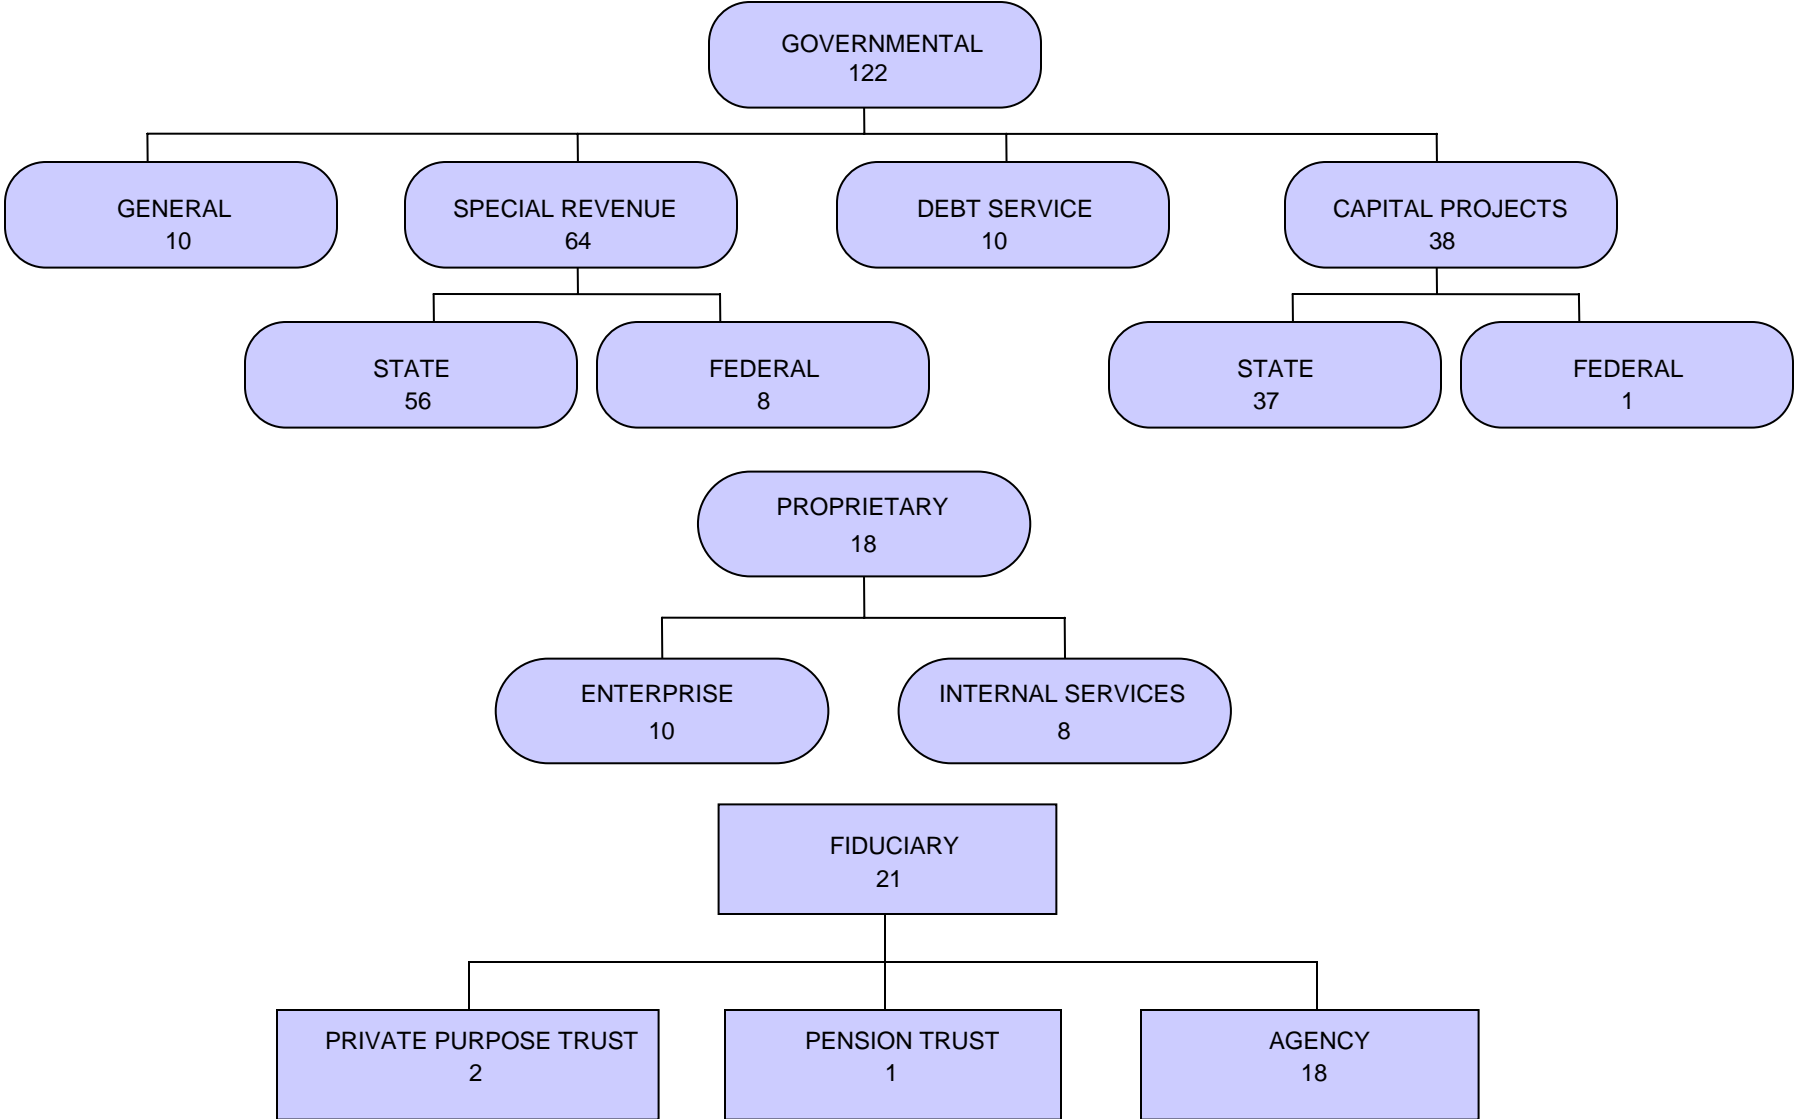 GOVERNMENTAL
122
GENERAL
10
SPECIAL REVENUE
64
DEBT SERVICE
10
CAPITAL PROJECTS
38
STATE
56
FEDERAL
8
STATE
37
FEDERAL
1
PROPRIETARY
18
ENTERPRISE
10
INTERNAL SERVICES
8
FIDUCIARY
21
PRIVATE PURPOSE TRUST
2
PENSION TRUST
1
AGENCY
18